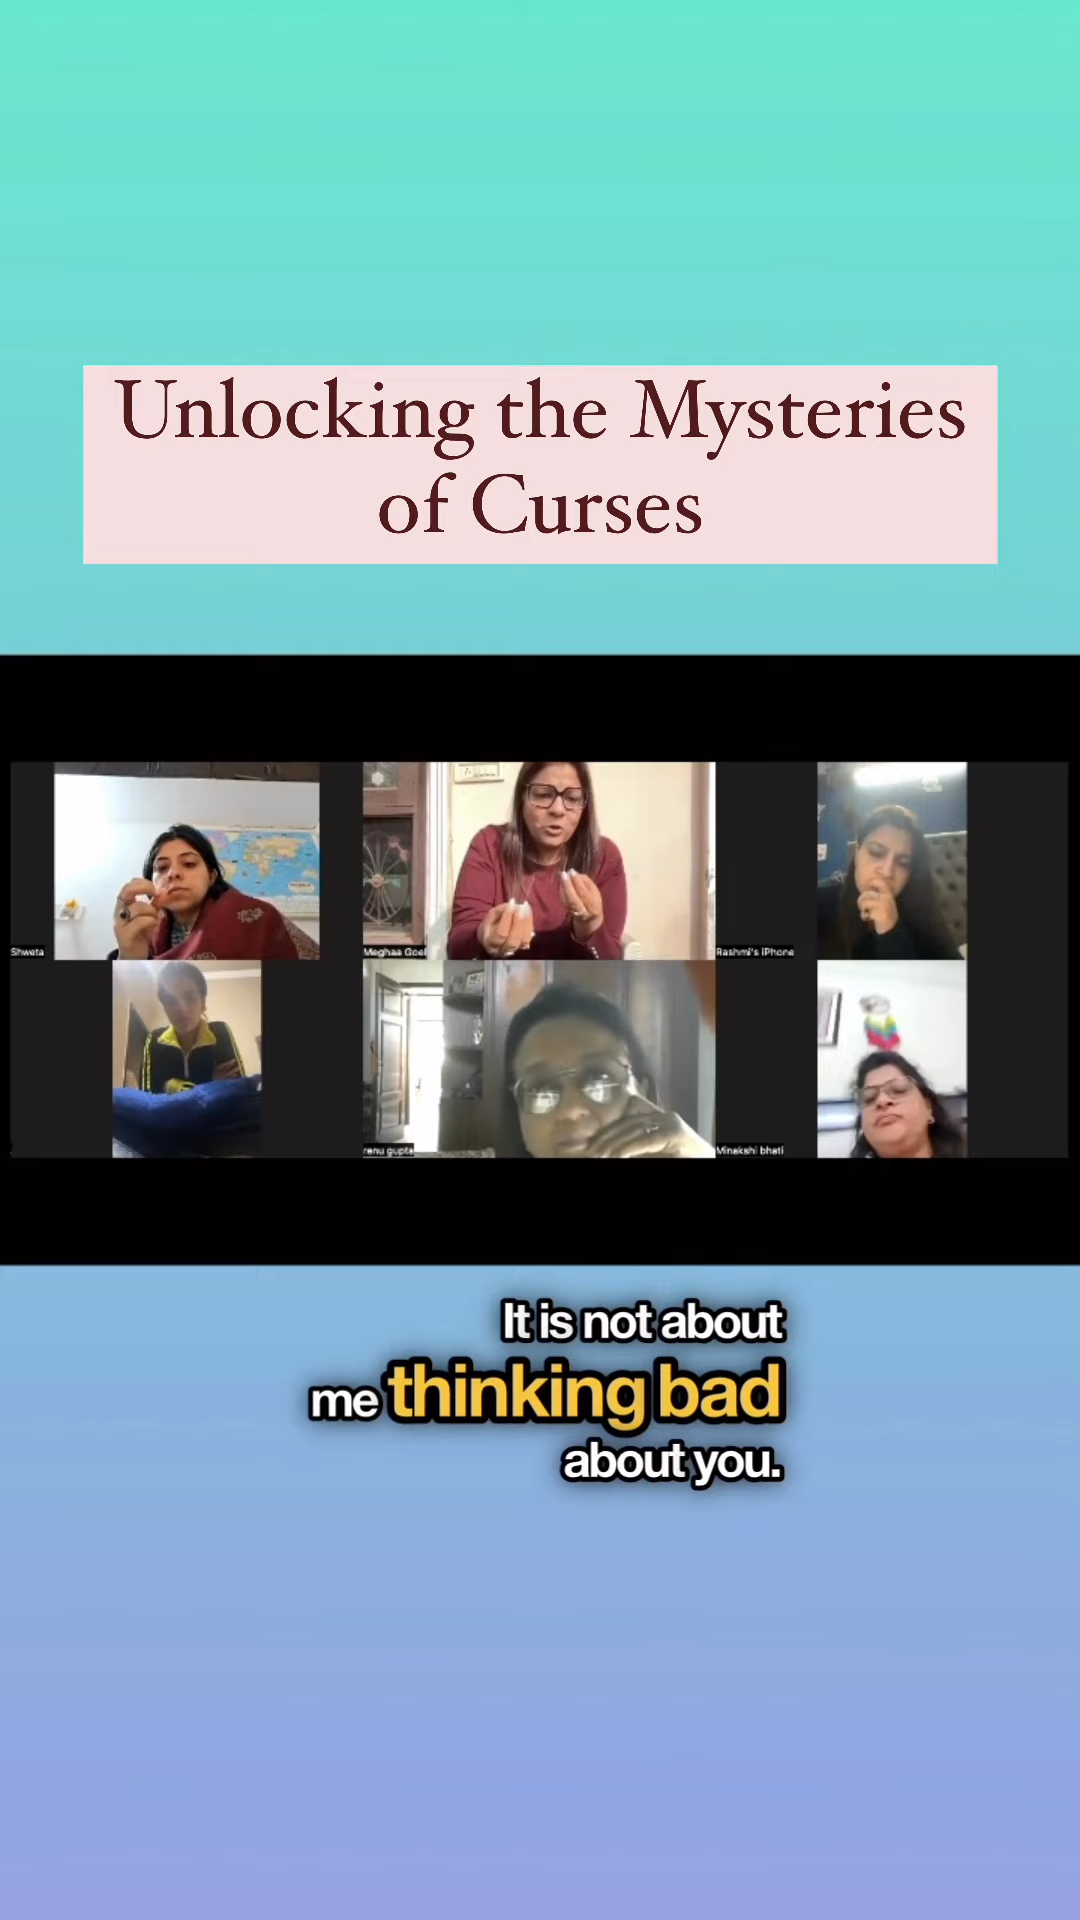 Unlocking the Mysteries
of Curses
Shweta
Meghaa Goel
Rashmi's iPhone
renu gupta
Minakshi bhati
It is not about
me thinking bad
about you.